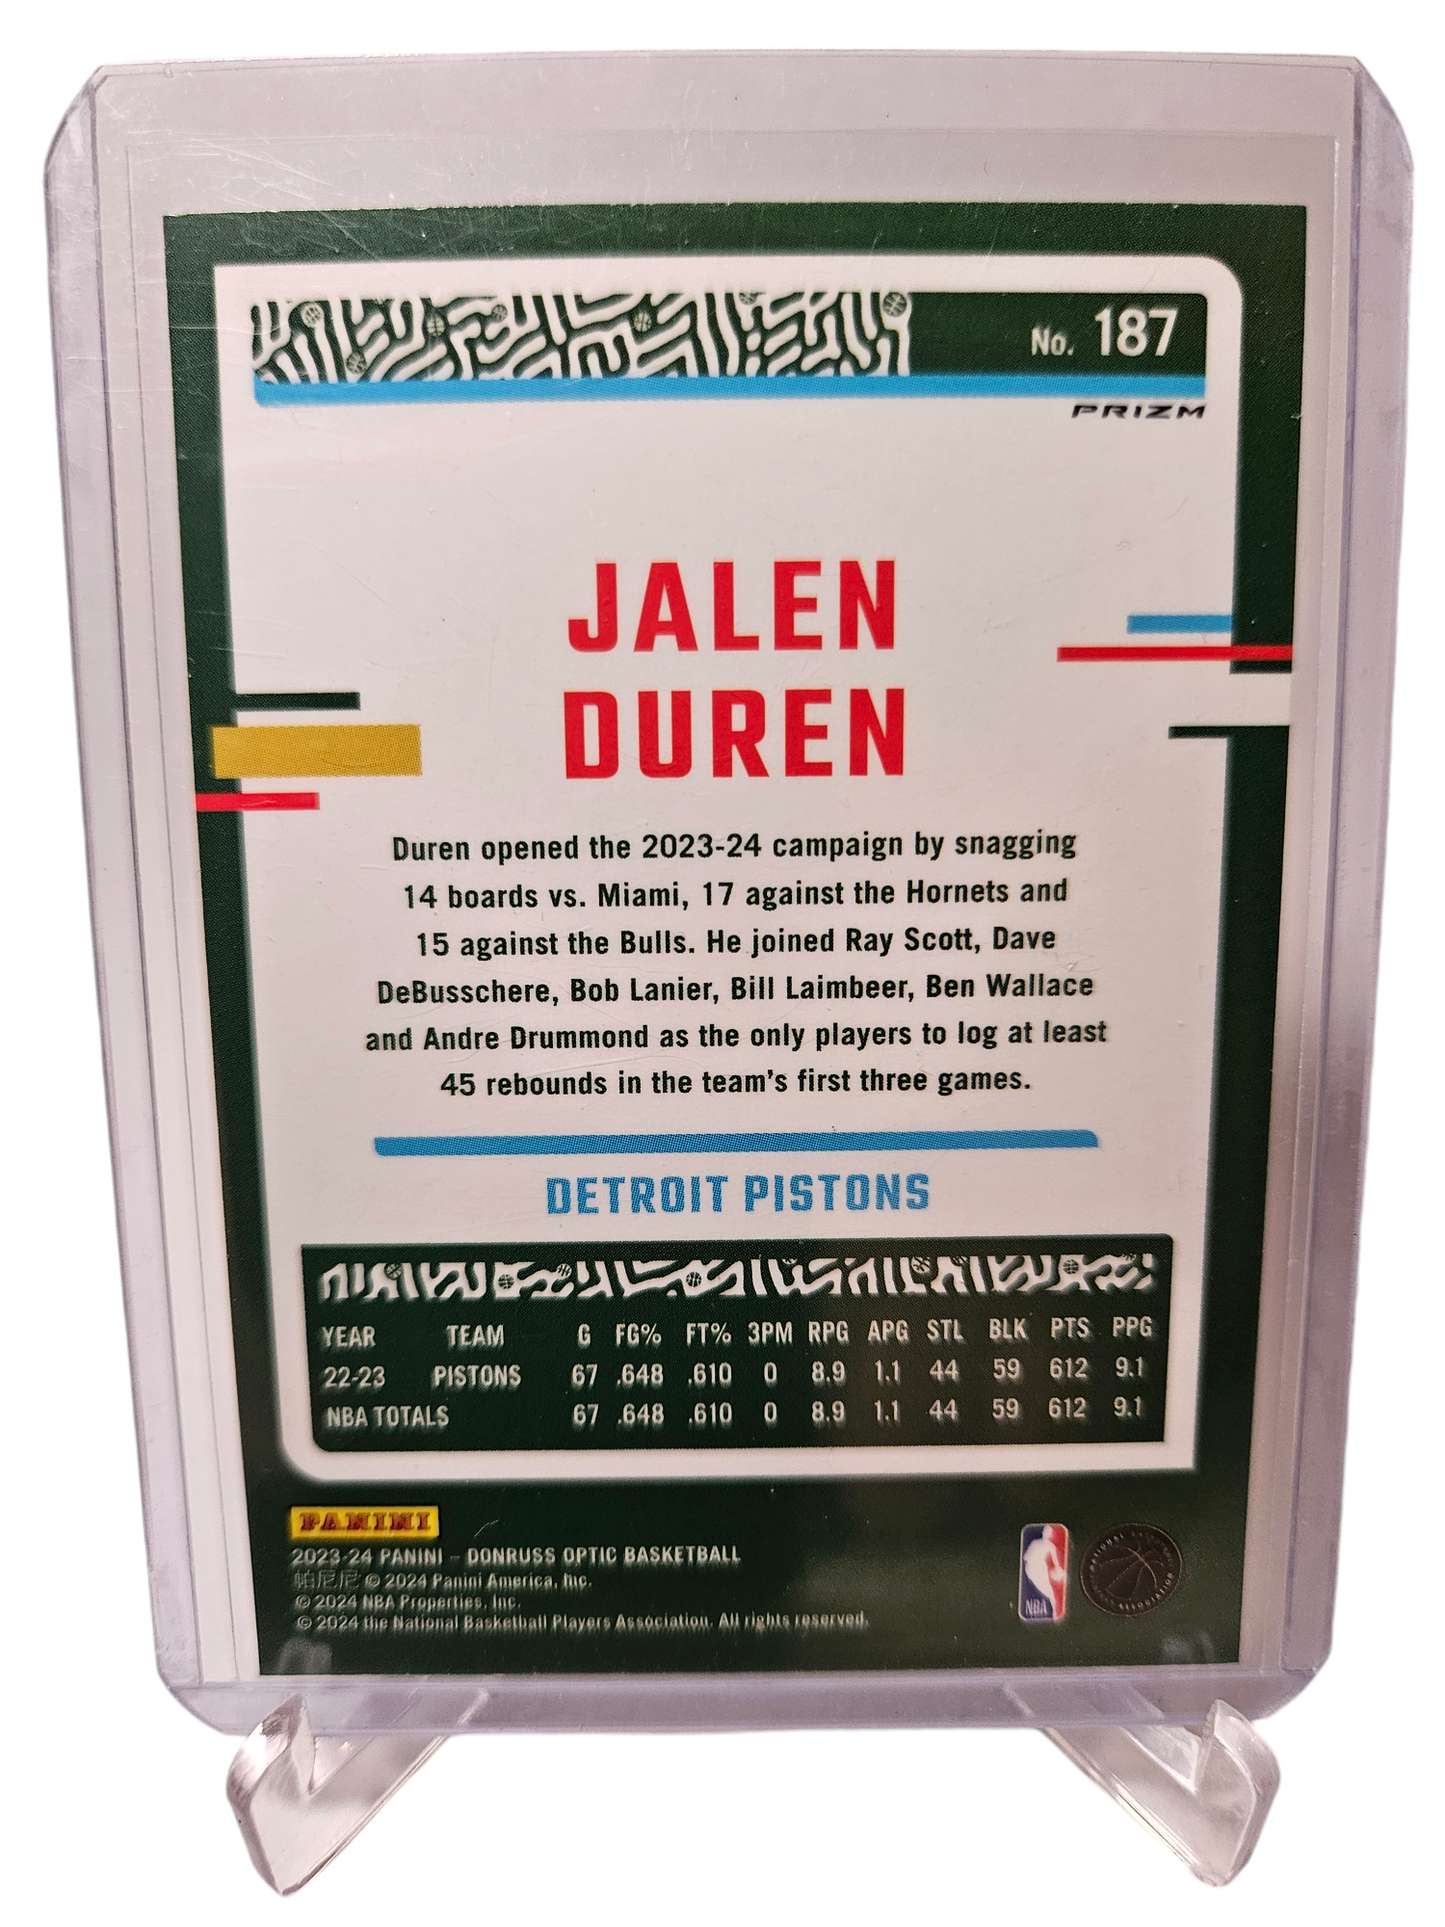 No. 187
PRIZM
JALEN
DUREN
Duren opened the 2023-24 campaign by snagging
14 boards vs. Miami, 17 against the Hornets and
15 against the Bulls. He joined Ray Scott, Dave
DeBusschere, Bob Lanier, Bill Laimbeer, Ben Wallace
and Andre Drummond as the only players to log at least
45 rebounds in the team's first three games.
DETROIT PISTONS
YEAR TEAM G FG% FT% 3PM RPG APG STL BLK PTS PPG
22-23 PISTONS 67 .648 .610 0 8.9 1.1 44 59 612 9.1
NBA TOTALS 67 .648 .610 0 8.9 1.1 44 59 612 9.1
PANINI
2023-24 PANINI – DONRUSS OPTIC BASKETBALL
帕尼尼 © 2024 Panini America, Inc.
© 2024 NBA Properties, Inc.
© 2024 the National Basketball Players Association. All rights reserved.
NBA
NATIONAL BASKETBALL PLAYERS ASSOCIATION